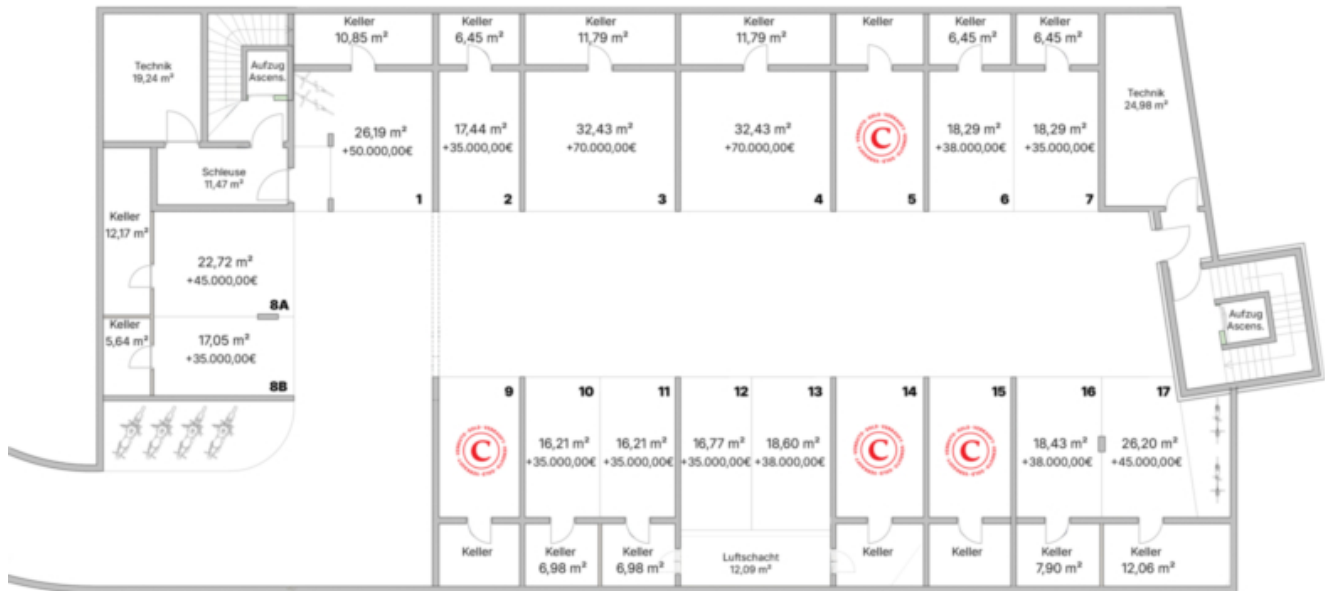 Keller
10,85 m²
Keller
6,45 m²
Keller
11,79 m²
Keller
11,79 m²
Keller
Keller
6,45 m²
Keller
6,45 m²
Technik
19,24 m²
Aufzug
Ascens.
Technik
24,98 m²
26,19 m²
+50.000,00€
1
17,44 m²
+35.000,00€
2
32,43 m²
+70.000,00€
3
32,43 m²
+70.000,00€
4
C
5
18,29 m²
+38.000,00€
6
18,29 m²
+35.000,00€
7
Schleuse
11,47 m²
Keller
12,17 m²
22,72 m²
+45.000,00€
8A
Keller
5,64 m²
17,05 m²
+35.000,00€
8B
Aufzug
Ascens.
9
C
10
16,21 m²
+35.000,00€
11
16,21 m²
+35.000,00€
12
16,77 m²
+35.000,00€
13
18,60 m²
+38.000,00€
14
C
15
C
16
18,43 m²
+38.000,00€
17
26,20 m²
+45.000,00€
Keller
Keller
6,98 m²
Keller
6,98 m²
Luftschacht
12,09 m²
Keller
Keller
Keller
7,90 m²
Keller
12,06 m²